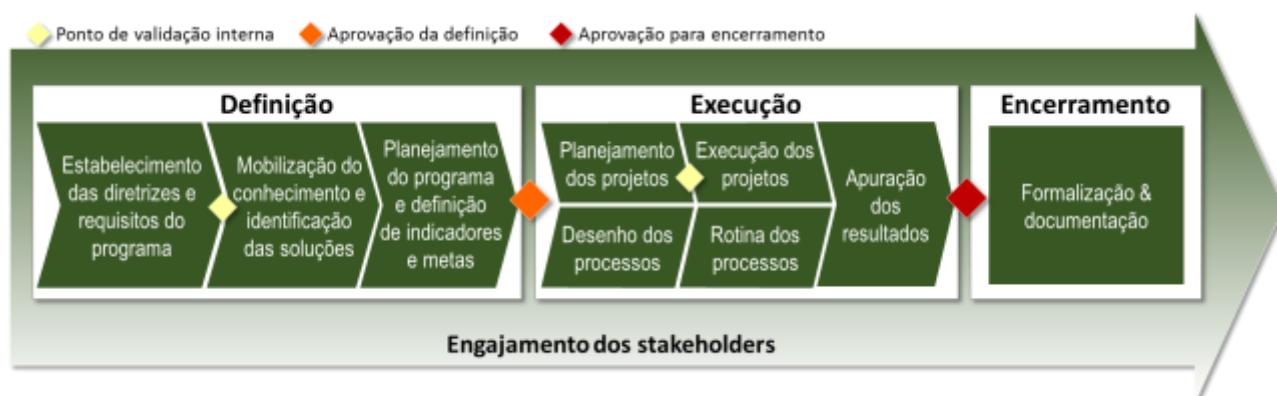 Ponto de validação interna
Aprovação da definição
Aprovação para encerramento
Definição
Estabelecimento
das diretrizes e
requisitos do
programa
Mobilização do
conhecimento e
identificação
das soluções
Planejamento
do programa
e definição
de indicadores
e metas
Execução
Planejamento
dos projetos
Execução dos
projetos
Desenho dos
processos
Rotina dos
processos
Apuração
dos
resultados
Encerramento
Formalização &
documentação
Engajamento dos stakeholders